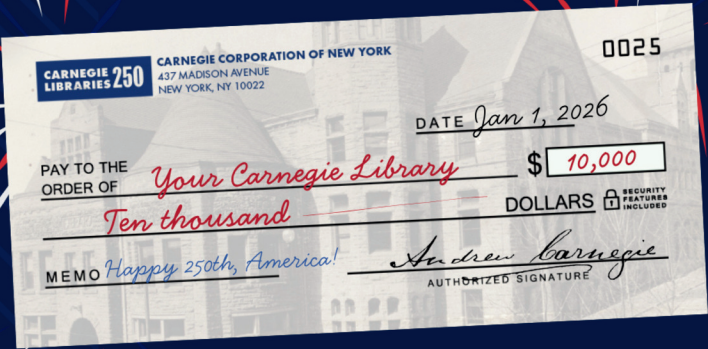 CARNEGIE LIBRARIES 250
CARNEGIE CORPORATION OF NEW YORK
437 MADISON AVENUE
NEW YORK, NY 10022
0025
DATE Jan 1, 2026
PAY TO THE ORDER OF Your Carnegie Library $ 10,000
Ten thousand DOLLARS
SECURITY FEATURES INCLUDED
MEMO Happy 250th, America!
Andrew Carnegie
AUTHORIZED SIGNATURE